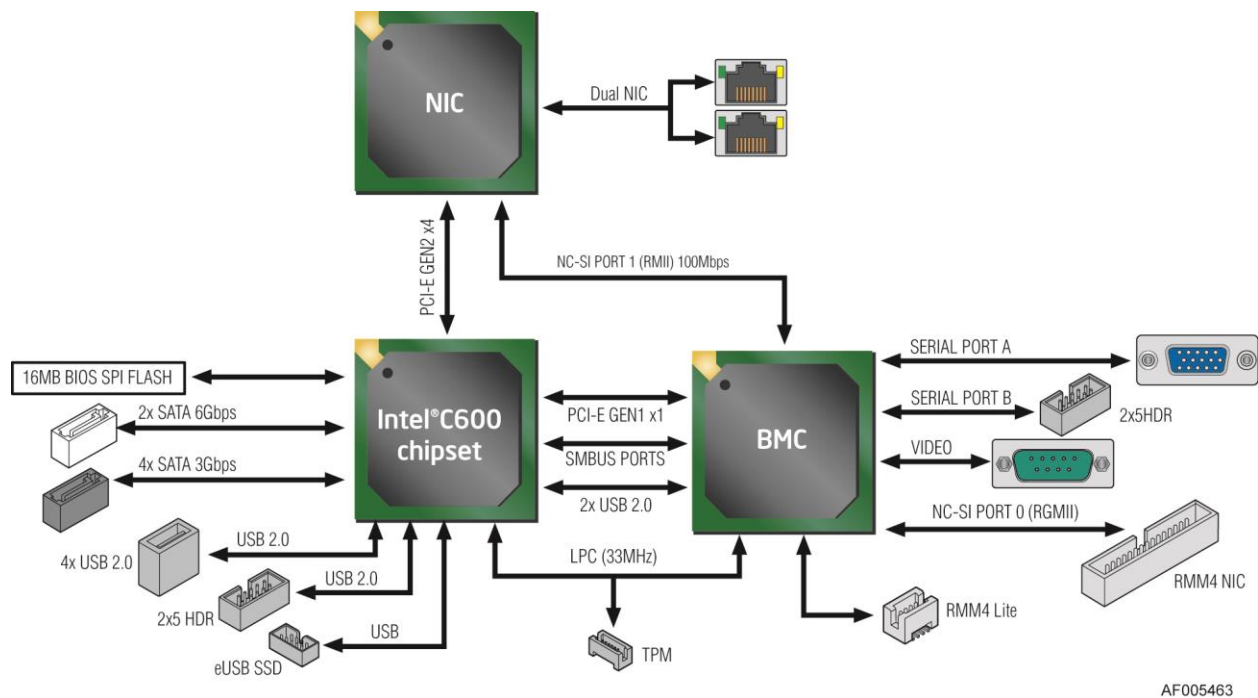 NIC
Dual NIC
PCI-E GEN2 x4
NC-SI PORT 1 (RMII) 100Mbps
16MB BIOS SPI FLASH
2x SATA 6Gbps
4x SATA 3Gbps
4x USB 2.0
USB 2.0
2x5 HDR
USB 2.0
eUSB SSD
USB
Intel®C600
chipset
PCI-E GEN1 x1
SMBUS PORTS
2x USB 2.0
LPC (33MHz)
TPM
BMC
SERIAL PORT A
SERIAL PORT B
2x5HDR
VIDEO
NC-SI PORT 0 (RGMII)
RMM4 NIC
RMM4 Lite
AF005463